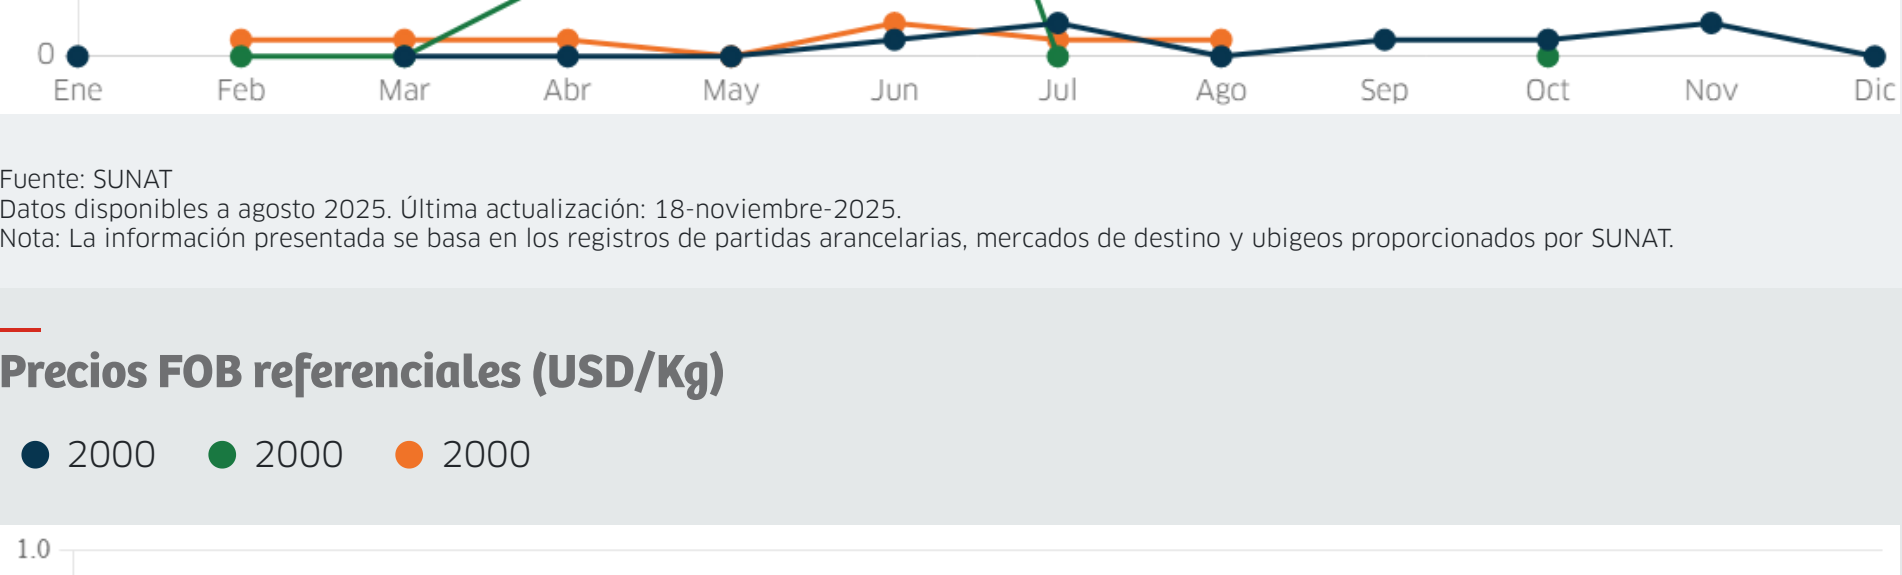 0
Ene Feb Mar Abr May Jun Jul Ago Sep Oct Nov Dic
Fuente: SUNAT
Datos disponibles a agosto 2025. Última actualización: 18-noviembre-2025.
Nota: La información presentada se basa en los registros de partidas arancelarias, mercados de destino y ubigeos proporcionados por SUNAT.
Precios FOB referenciales (USD/Kg)
2000 2000 2000
1.0